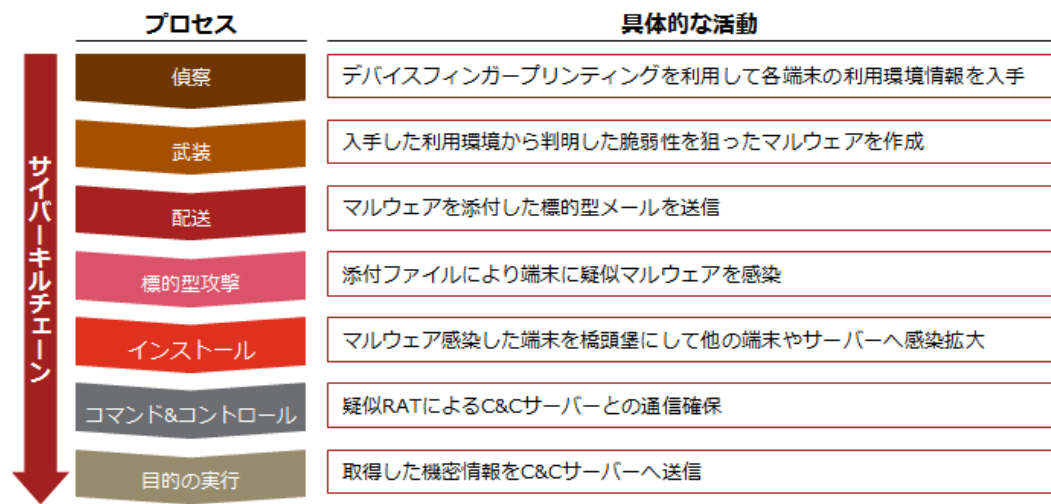 プロセス
具体的な活動
サイバーキルチェーン
偵察
デバイスフィンガープリンティングを利用して各端末の利用環境情報を入手
武装
入手した利用環境から判明した脆弱性を狙ったマルウェアを作成
配送
マルウェアを添付した標的型メールを送信
標的型攻撃
添付ファイルにより端末に疑似マルウェアを感染
インストール
マルウェア感染した端末を橋頭堡にして他の端末やサーバーへ感染拡大
コマンド&コントロール
疑似RATによるC&Cサーバーとの通信確保
目的の実行
取得した機密情報をC&Cサーバーへ送信